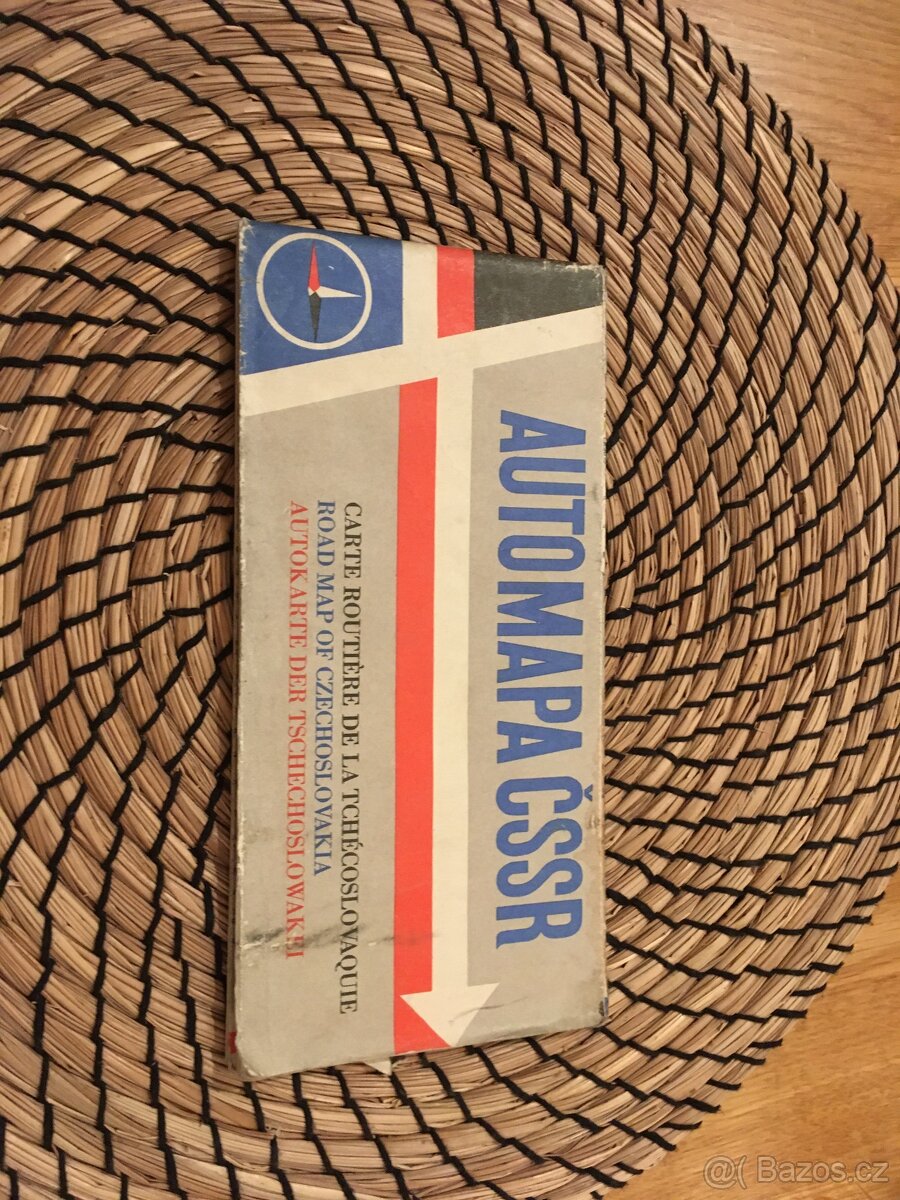 AUTOMAPA ČSSR
CARTE ROUTIÈRE DE LA TCHÉCOSLOVAQUIE
ROAD MAP OF CZECHOSLOVAKIA
AUTOKARTE DER TSCHECHOSLOWAKEI
@( Bazos.cz